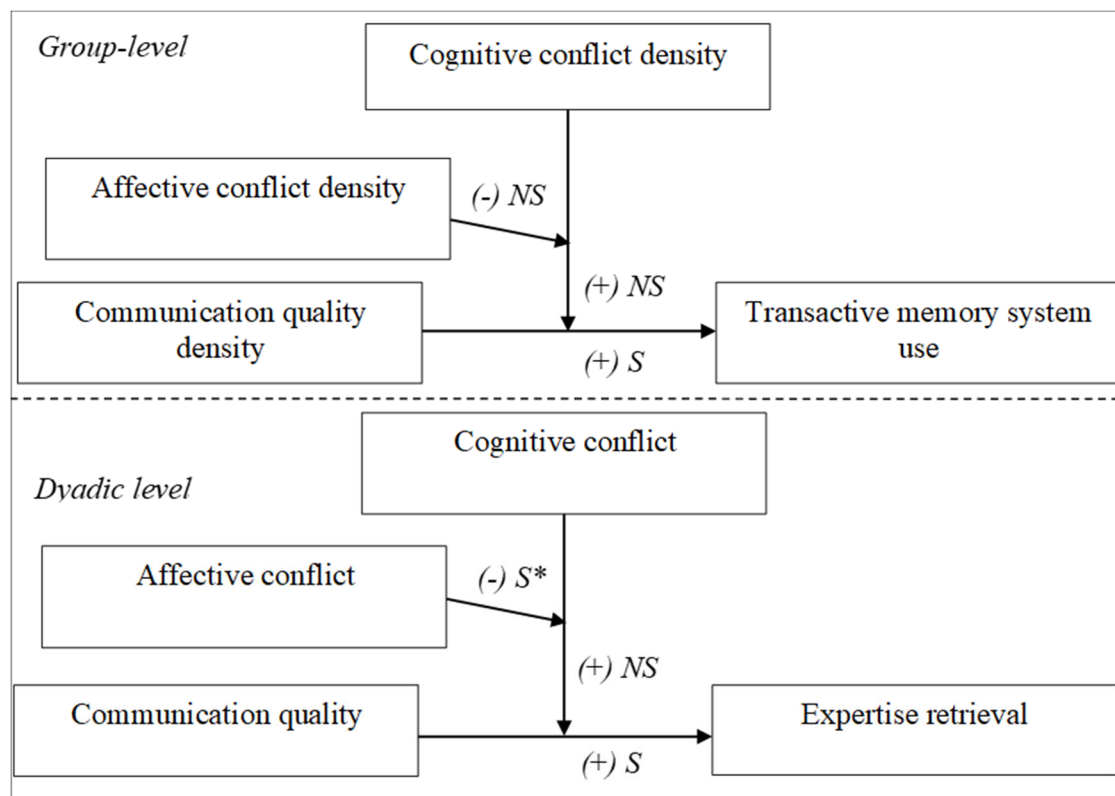 Group-level
Cognitive conflict density
Affective conflict density
(-) NS
(+) NS
Communication quality
density
Transactive memory system
use
(+) S
Cognitive conflict
Dyadic level
Affective conflict
(-) S*
(+) NS
Communication quality
Expertise retrieval
(+) S